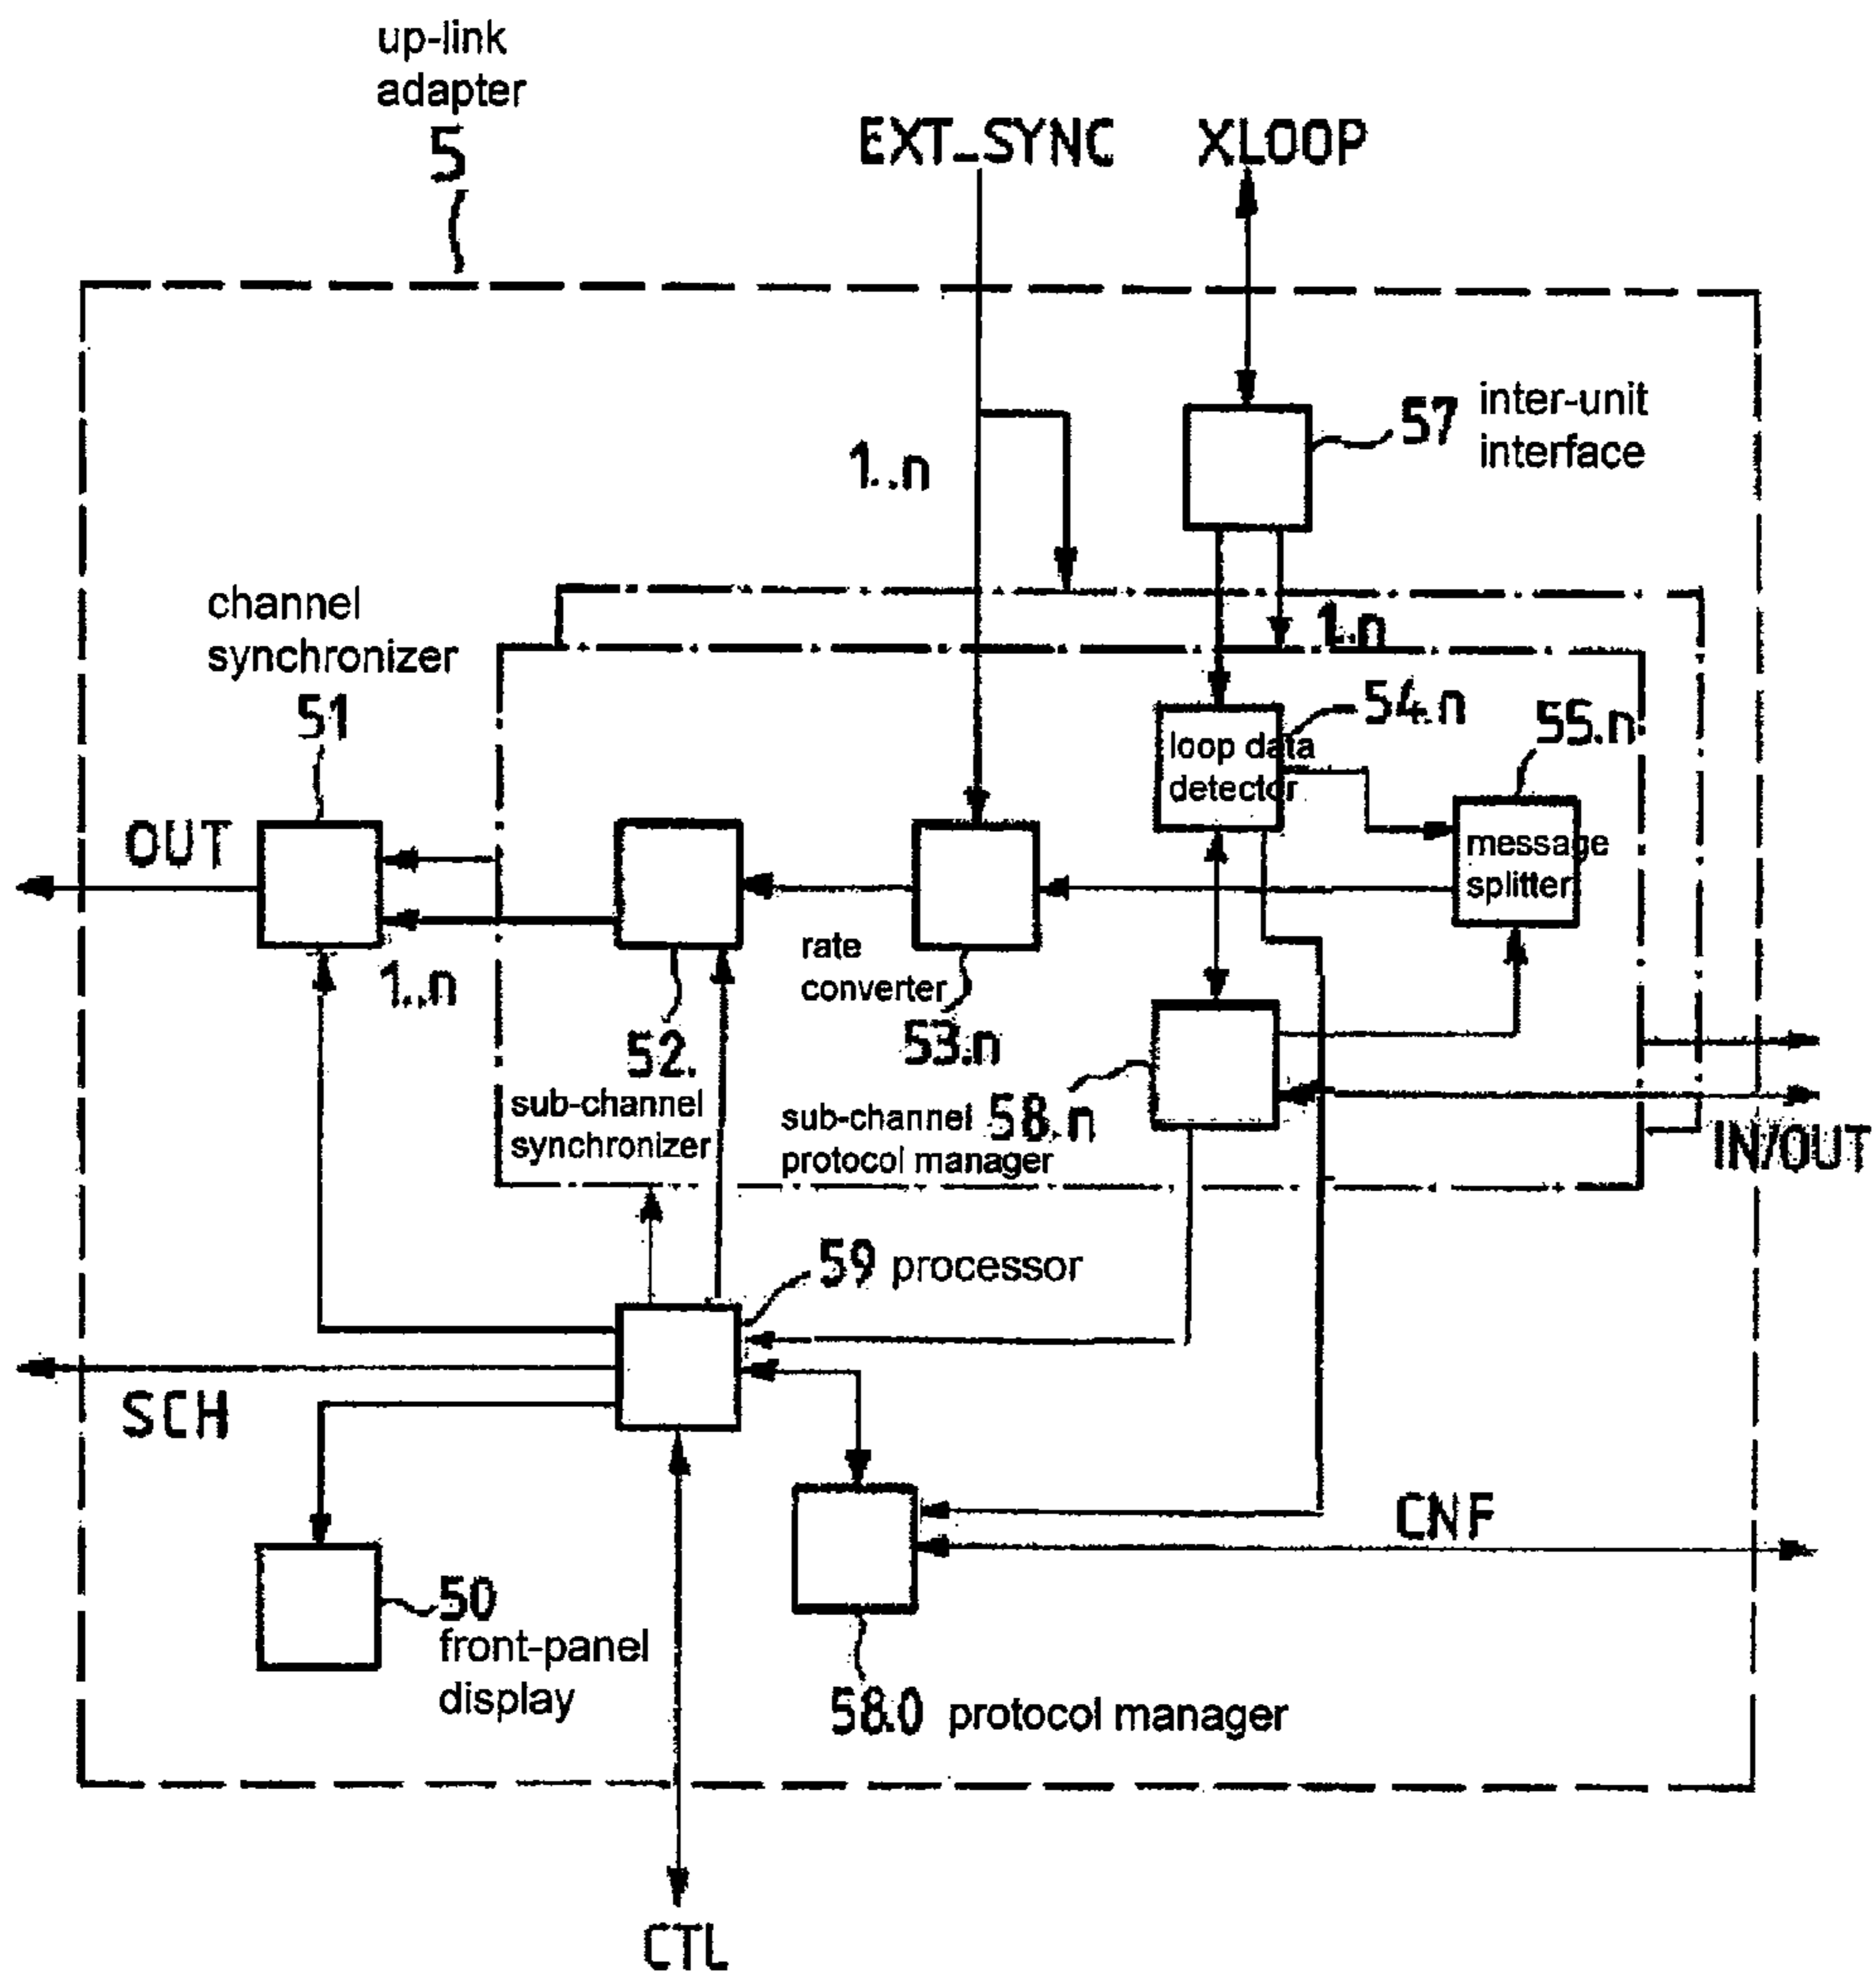 up-link
adapter
5
EXT_SYNC
XLOOP
57
inter-unit
interface
1..n
channel
synchronizer
51
1..n
54.n
55.n
loop data
detector
OUT
message
splitter
1..n
rate
converter
52.
53.n
sub-channel
synchronizer
sub-channel
protocol manager
58.n
IN/OUT
59 processor
SCH
CNF
50
front-panel
display
58.0 protocol manager
CTL